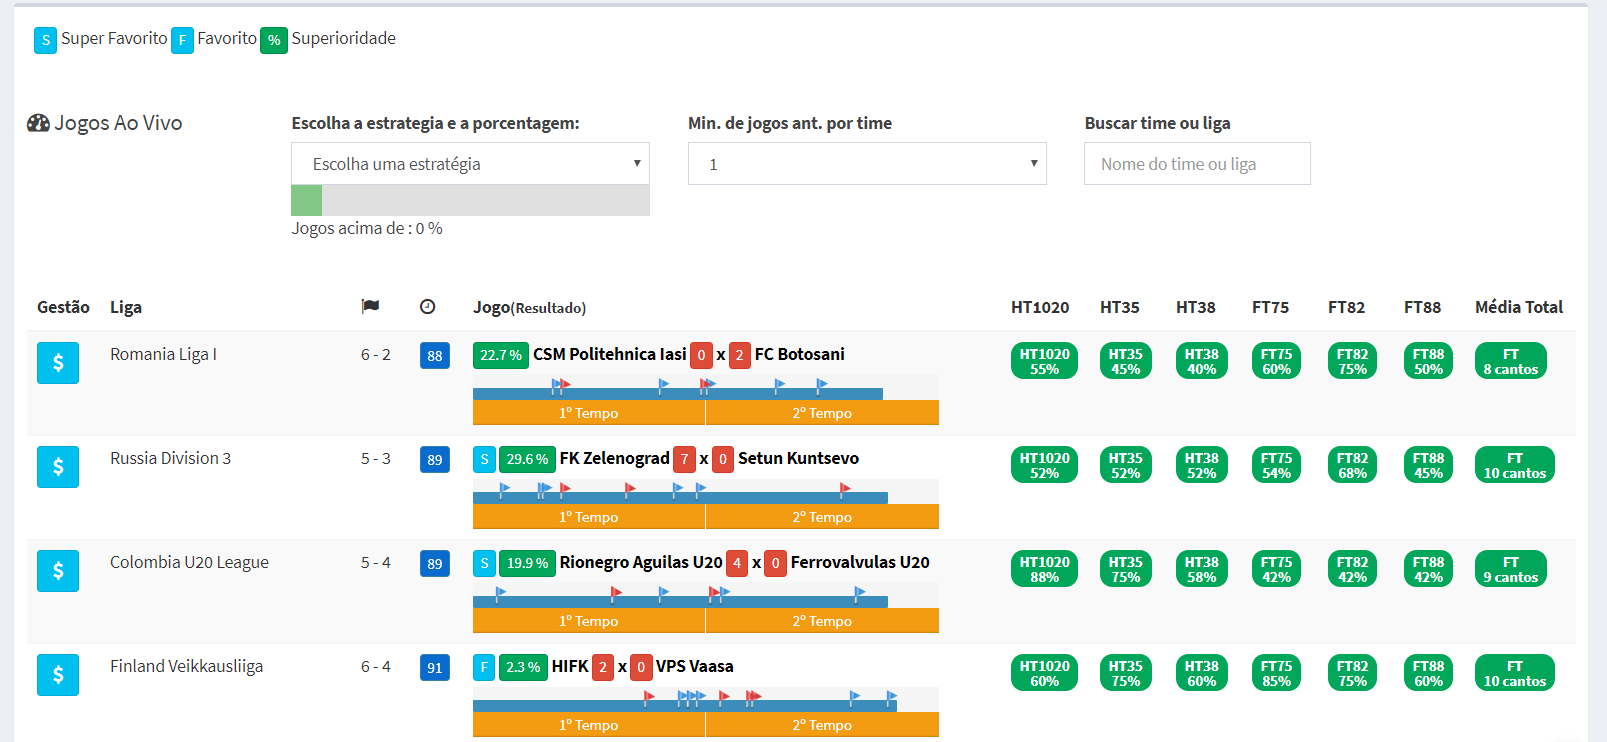 S Super Favorito F Favorito % Superioridade
Jogos Ao Vivo
Escolha a estrategia e a porcentagem:
Escolha uma estratégia
Jogos acima de : 0 %
Min. de jogos ant. por time
1
Buscar time ou liga
Nome do time ou liga
Gestão Liga Jogo(Resultado) HT1020 HT35 HT38 FT75 FT82 FT88 Média Total
$ Romania Liga I 6 - 2 88 22.7 % CSM Politehnica Iasi 0 x 2 FC Botosani
1º Tempo 2º Tempo
HT1020 HT35 HT38 FT75 FT82 FT88 FT
55% 45% 40% 60% 75% 50% 8 cantos
$ Russia Division 3 5 - 3 89 S 29.6 % FK Zelenograd 7 x 0 Setun Kuntsevo
1º Tempo 2º Tempo
HT1020 HT35 HT38 FT75 FT82 FT88 FT
52% 52% 52% 54% 68% 45% 10 cantos
$ Colombia U20 League 5 - 4 89 S 19.9 % Rionegro Aguilas U20 4 x 0 Ferrovalvulas U20
1º Tempo 2º Tempo
HT1020 HT35 HT38 FT75 FT82 FT88 FT
88% 75% 58% 42% 42% 42% 9 cantos
$ Finland Veikkausliiga 6 - 4 91 F 2.3 % HIFK 2 x 0 VPS Vaasa
1º Tempo 2º Tempo
HT1020 HT35 HT38 FT75 FT82 FT88 FT
60% 75% 60% 85% 75% 60% 10 cantos